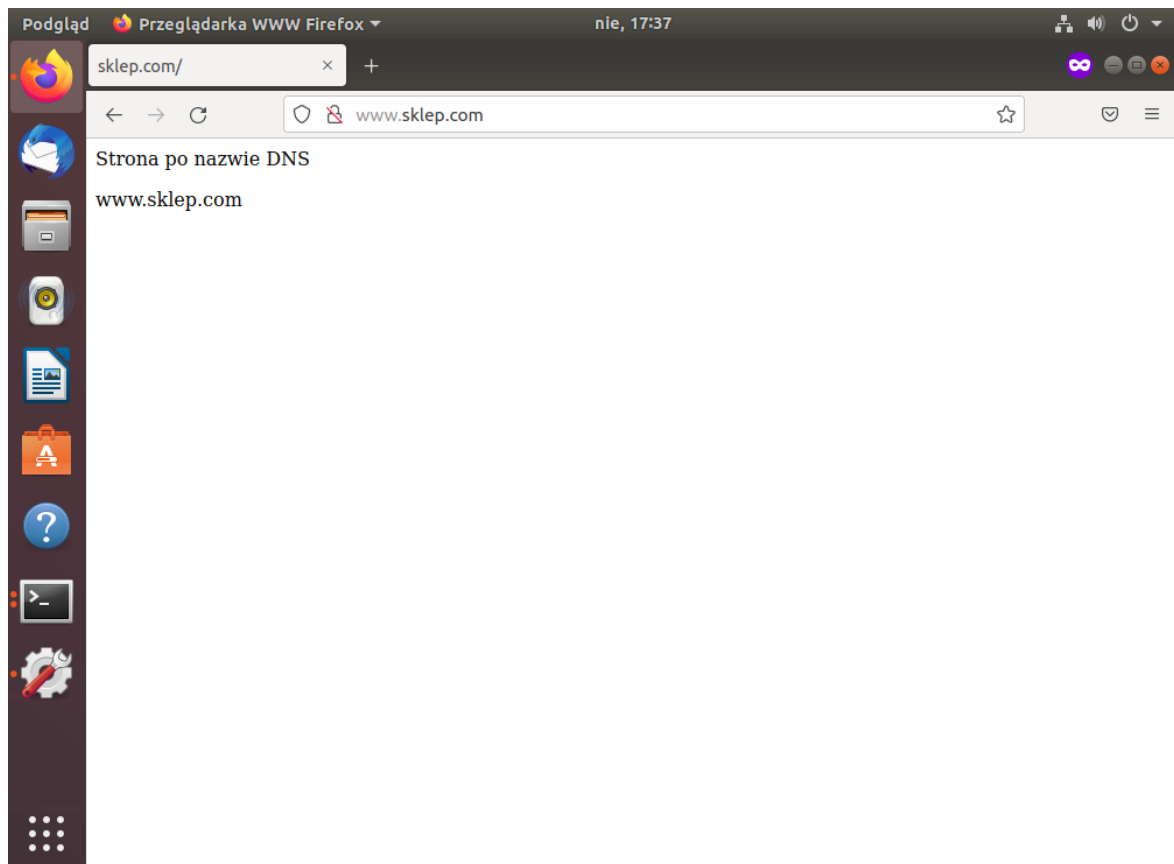 Podgląd Przeglądarka WWW Firefox nie, 17:37
sklep.com/
www.sklep.com
Strona po nazwie DNS
www.sklep.com